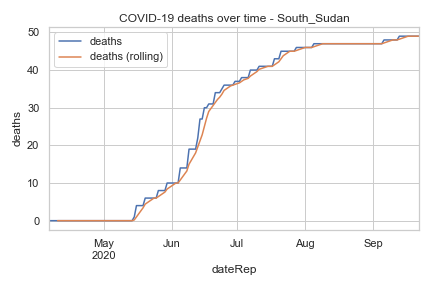 COVID-19 deaths over time - South_Sudan
50
40
30
20
10
0
deaths
deaths
deaths (rolling)
May
2020
Jun
Jul
Aug
Sep
dateRep